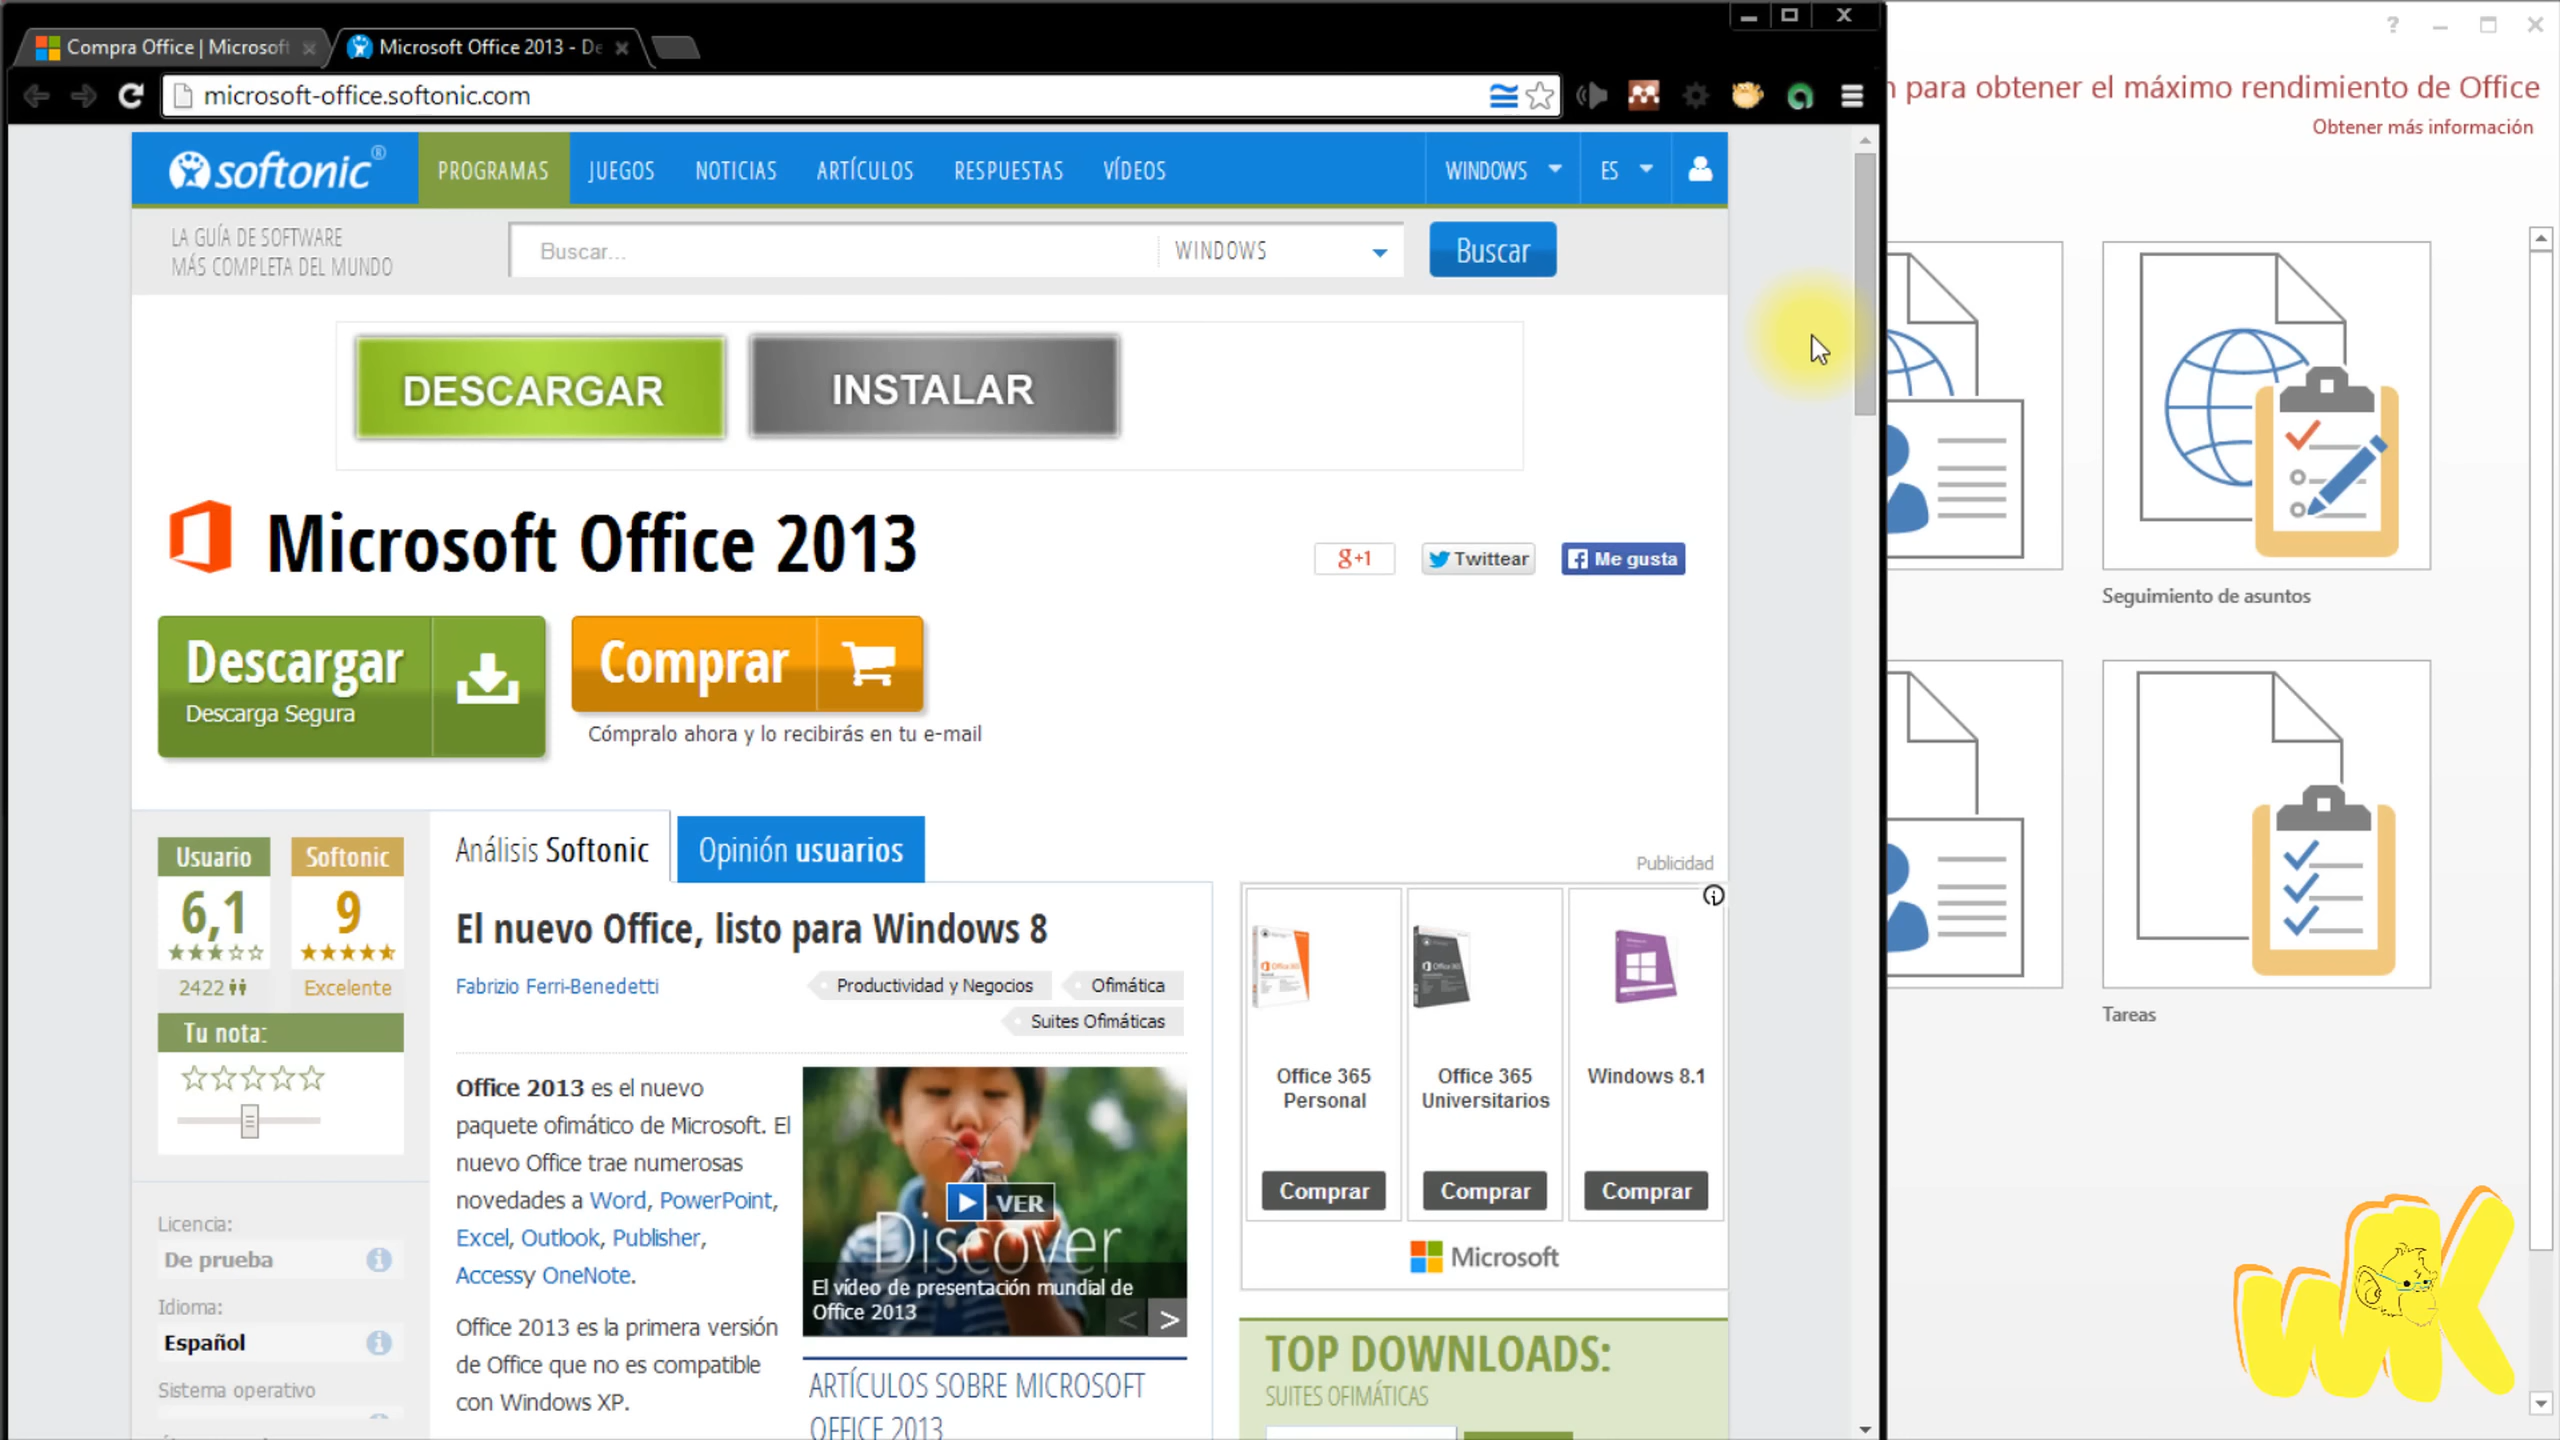 Compra Office | Microsoft
Microsoft Office 2013 - De
microsoft-office.softonic.com
para obtener el máximo rendimiento de Office
Obtener más información
softonic®
PROGRAMAS
JUEGOS
NOTICIAS
ARTÍCULOS
RESPUESTAS
VÍDEOS
WINDOWS
ES
LA GUÍA DE SOFTWARE
MÁS COMPLETA DEL MUNDO
Buscar...
WINDOWS
Buscar
DESCARGAR
INSTALAR
Microsoft Office 2013
g+1
Twittear
Me gusta
Descargar
Descarga Segura
Comprar
Cómpralo ahora y lo recibirás en tu e-mail
Usuario
6,1
2422
Softonic
9
Excelente
Tu nota:
Licencia:
De prueba
Idioma:
Español
Sistema operativo
Análisis Softonic
Opinión usuarios
El nuevo Office, listo para Windows 8
Fabrizio Ferri-Benedetti
Productividad y Negocios
Ofimática
Suites Ofimáticas
Office 2013 es el nuevo
paquete ofimático de Microsoft. El
nuevo Office trae numerosas
novedades a Word, PowerPoint,
Excel, Outlook, Publisher,
Accessy OneNote.
Office 2013 es la primera versión
de Office que no es compatible
con Windows XP.
VER
Discover
El vídeo de presentación mundial de
Office 2013
< >
ARTÍCULOS SOBRE MICROSOFT
OFFICE 2013
Publicidad
Office 365
Personal
Comprar
Office 365
Universitarios
Comprar
Windows 8.1
Comprar
Microsoft
TOP DOWNLOADS:
SUITES OFIMÁTICAS
Seguimiento de asuntos
Tareas
WK